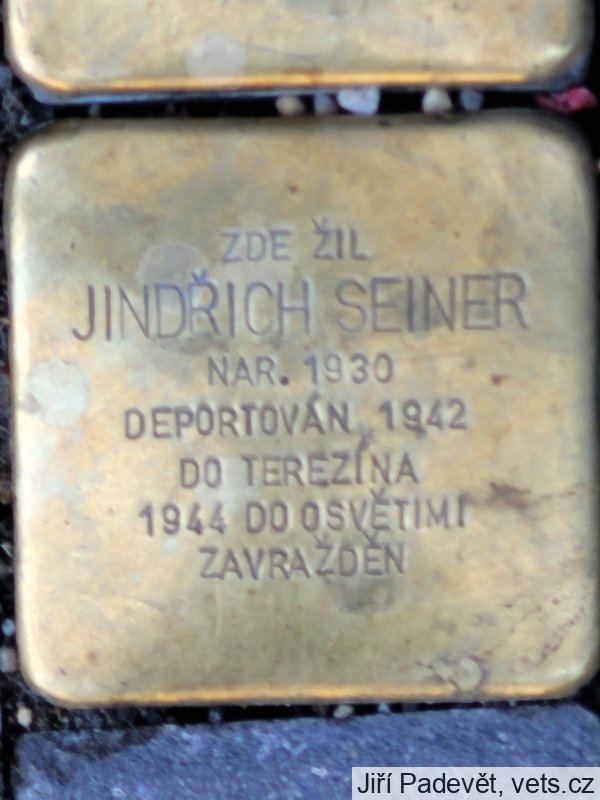 ZDE ŽIL
JINDŘICH SEINER
NAR. 1930
DEPORTOVÁN 1942
DO TEREZÍNA
1944 DO OSVĚTIMI
ZAVRAŽDĚN
Jiří Padevět, vets.cz